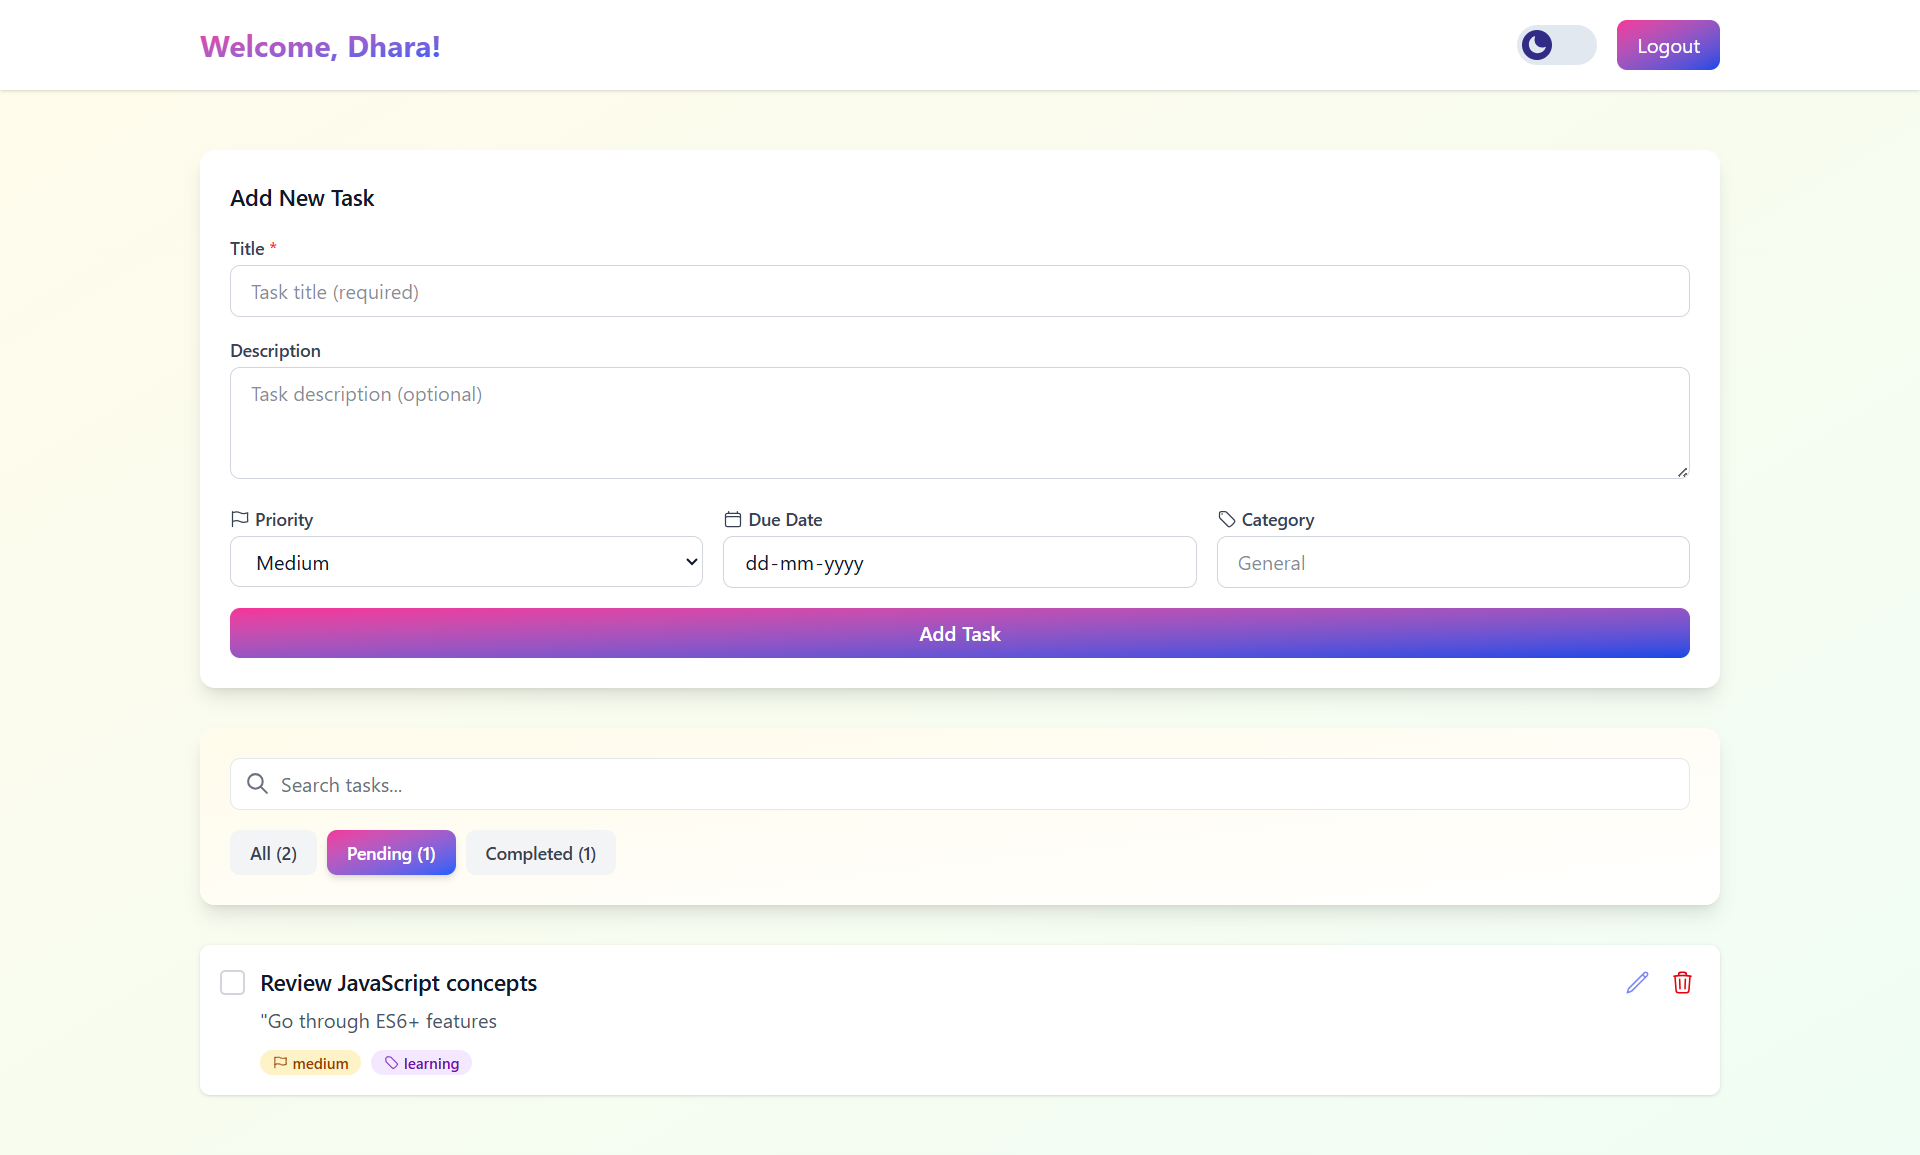 Welcome, Dhara!
Logout
Add New Task
Title *
Task title (required)
Description
Task description (optional)
Priority
Due Date
Category
Medium
dd-mm-yyyy
General
Add Task
Search tasks...
All (2)
Pending (1)
Completed (1)
Review JavaScript concepts
"Go through ES6+ features
medium
learning